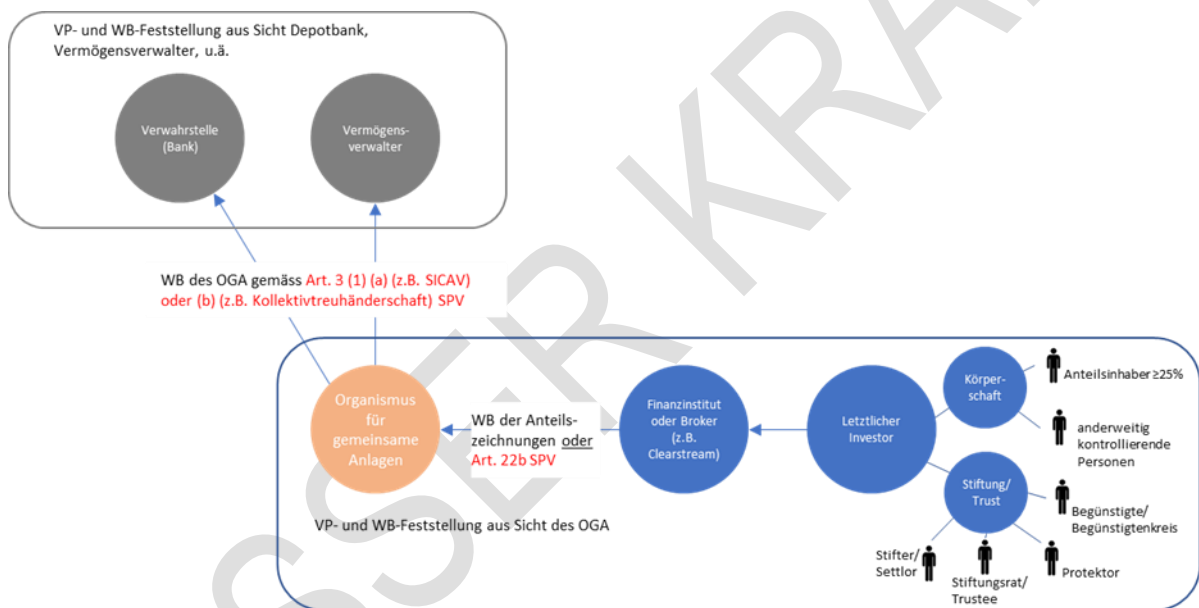 VP- und WB-Feststellung aus Sicht Depotbank,
Vermögensverwalter, u.ä.
Verwahrstelle
(Bank)
Vermögens-
verwalter
WB des OGA gemäss Art. 3 (1) (a) (z.B. SICAV)
oder (b) (z.B. Kollektivtreuhänderschaft) SPV
Organismus
für
gemeinsame
Anlagen
WB der Anteils-
zeichnungen oder
Art. 22b SPV
Finanzinstitut
oder Broker
(z.B.
Clearstream)
Letztlicher
Investor
Körper-
schaft
Anteilsinhaber ≥25%
anderweitig
kontrollierende
Personen
Stiftung/
Trust
Begünstigte/
Begünstigtenkreis
Protektor
Stiftungsrat/
Trustee
Stifter/
Settlor
VP- und WB-Feststellung aus Sicht des OGA